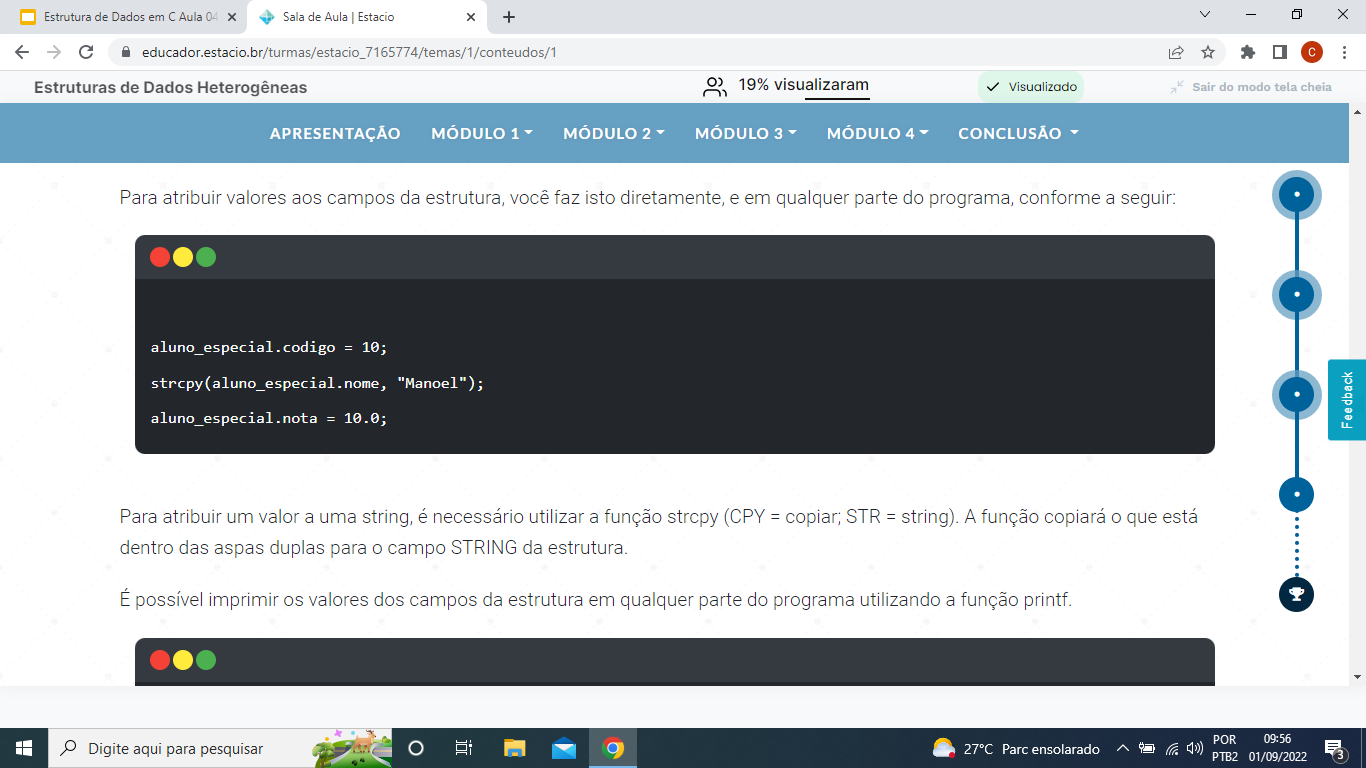 Estrutura de Dados em C Aula 04
Sala de Aula | Estacio
educador.estacio.br/turmas/estacio_7165774/temas/1/conteudos/1
C
Estruturas de Dados Heterogêneas
19% visualizaram
Visualizado
Sair do modo tela cheia
APRESENTAÇÃO MÓDULO 1 MÓDULO 2 MÓDULO 3 MÓDULO 4 CONCLUSÃO
Para atribuir valores aos campos da estrutura, você faz isto diretamente, e em qualquer parte do programa, conforme a seguir:
aluno_especial.codigo = 10;
strcpy(aluno_especial.nome, "Manoel");
aluno_especial.nota = 10.0;
Feedback
Para atribuir um valor a uma string, é necessário utilizar a função strcpy (CPY = copiar; STR = string). A função copiará o que está
dentro das aspas duplas para o campo STRING da estrutura.
É possível imprimir os valores dos campos da estrutura em qualquer parte do programa utilizando a função printf.
Digite aqui para pesquisar
27°C Parc ensolarado
POR
PTB2
09:56
01/09/2022
3